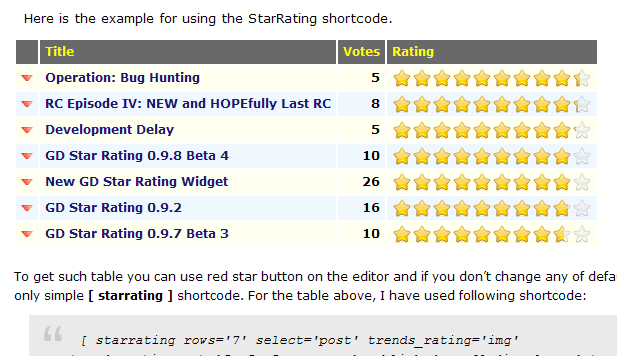 Here is the example for using the StarRating shortcode.
Title Votes Rating
Operation: Bug Hunting 5
RC Episode IV: NEW and HOPEfully Last RC 8
Development Delay 5
GD Star Rating 0.9.8 Beta 4 10
New GD Star Rating Widget 26
GD Star Rating 0.9.2 16
GD Star Rating 0.9.7 Beta 3 10
To get such table you can use red star button on the editor and if you don't change any of
only simple [ starrating ] shortcode. For the table above, I have used following shortcode:
“ [ starrating rows='7' select='post' trends_rating='img'